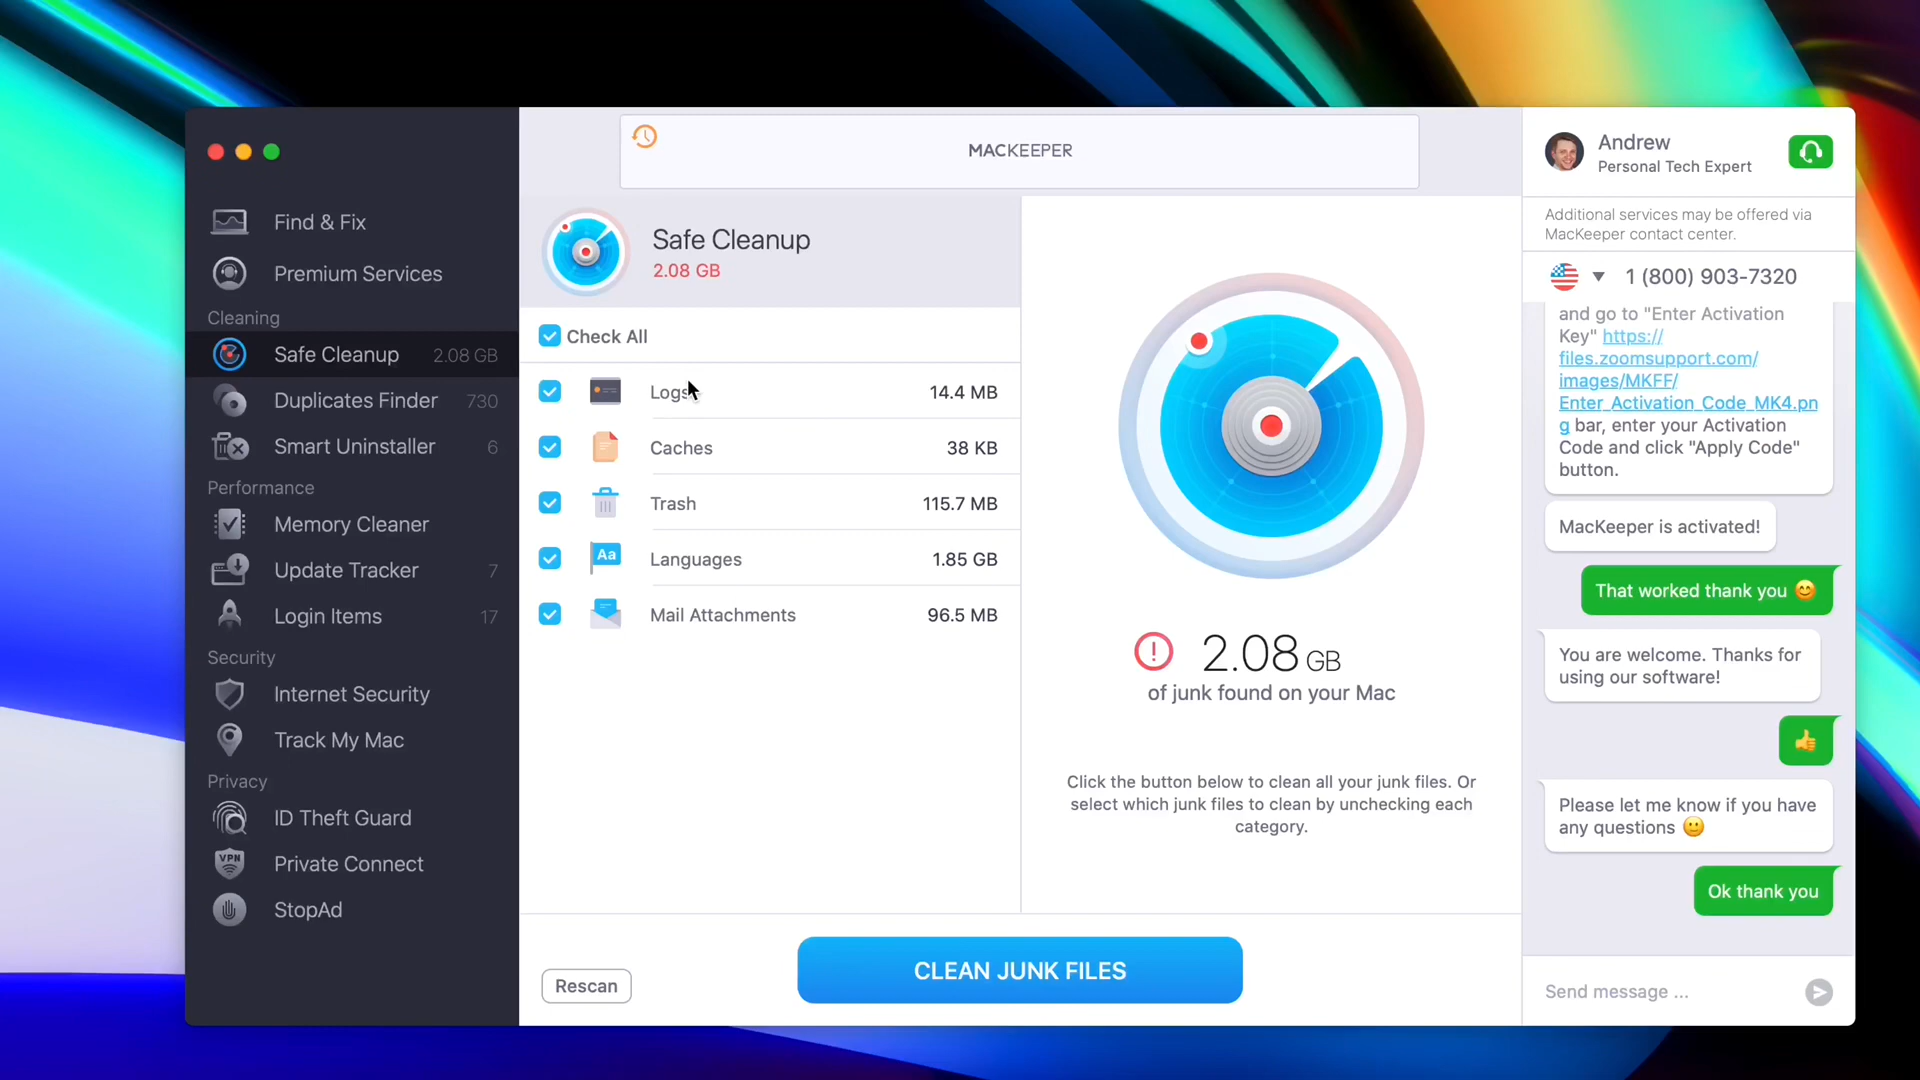 MACKEEPER
Find & Fix
Premium Services
Cleaning
Safe Cleanup 2.08 GB
Duplicates Finder 730
Smart Uninstaller 6
Performance
Memory Cleaner
Update Tracker 7
Login Items 17
Security
Internet Security
Track My Mac
Privacy
ID Theft Guard
VPN
Private Connect
StopAd
Safe Cleanup
2.08 GB
Check All
Logs 14.4 MB
Caches 38 KB
Trash 115.7 MB
Aa
Languages 1.85 GB
Mail Attachments 96.5 MB
2.08 GB
of junk found on your Mac
Click the button below to clean all your junk files. Or
select which junk files to clean by unchecking each
category.
Rescan
CLEAN JUNK FILES
Andrew
Personal Tech Expert
Additional services may be offered via
MacKeeper contact center.
1 (800) 903-7320
and go to "Enter Activation
Key" https://
files.zoomsupport.com/
images/MKFF/
Enter_Activation_Code_MK4.pn
g bar, enter your Activation
Code and click "Apply Code"
button.
MacKeeper is activated!
That worked thank you 😊
You are welcome. Thanks for
using our software!
👍
Please let me know if you have
any questions 🙂
Ok thank you
Send message ...